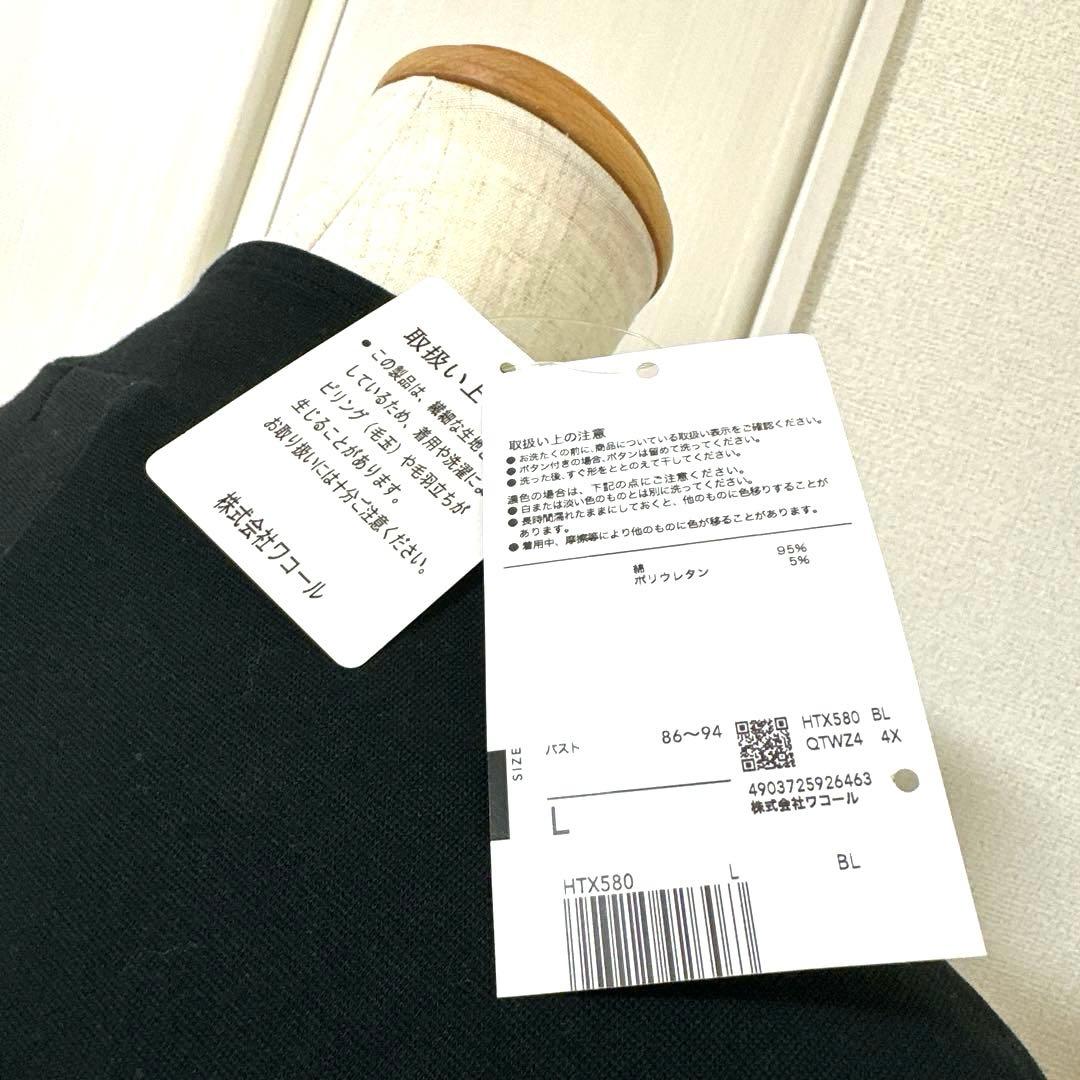 取扱い上
●この製品は、繊細な生地を
しているため、着用や洗濯によ
ピリング（毛玉）や毛羽立ちが
生じることがあります。
お取り扱いには十分ご注意ください。
株式会社ワコール
取扱い上の注意
●お洗たくの前に、商品についている取扱い表示をご確認ください。
●ボタン付きの場合、ボタンは留めて洗ってください。
●洗った後、すぐ形をととのえて干してください。
濃色の場合は、下記の点にご注意ください。
●白または淡い色のものとは別に洗ってください。
●長時間濡れたままにしておくと、他のものに色移りすることが
あります。
●着用中、摩擦等により他のものに色が移ることがあります。
綿 95%
ポリウレタン 5%
SIZE
バスト 86〜94
L
HTX580 BL
QTWZ4 4X
4903725926463
株式会社ワコール
HTX580 L BL